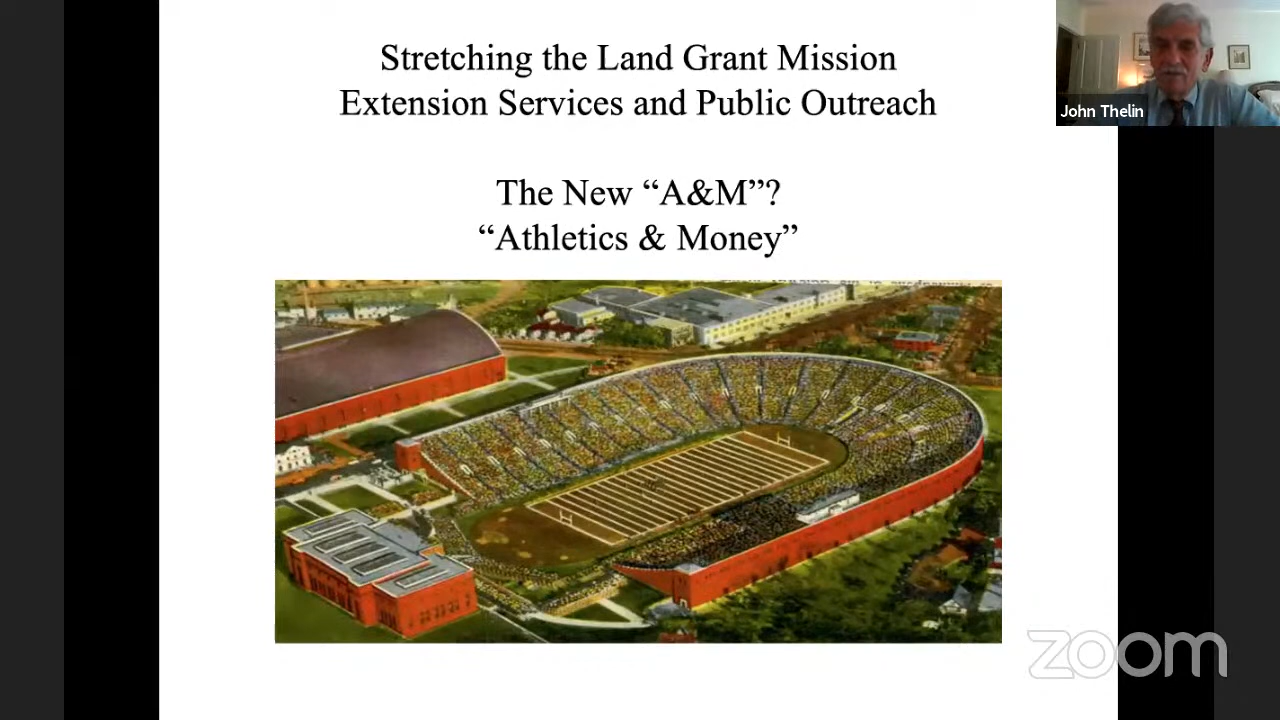 Stretching the Land Grant Mission
Extension Services and Public Outreach
The New “A&M”?
“Athletics & Money”
John Thelin
zoom